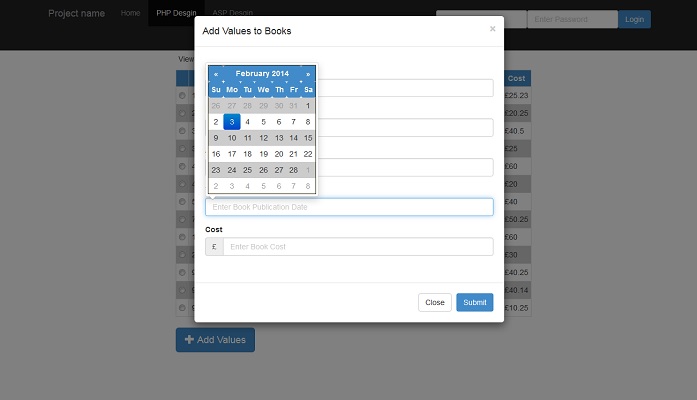 Project name Home PHP Desgin ASP Desgin Enter Password Login
Add Values to Books ×
View
« February 2014 »
Su Mo Tu We Th Fr Sa
26 27 28 29 30 31 1
2 3 4 5 6 7 8
9 10 11 12 13 14 15
16 17 18 19 20 21 22
23 24 25 26 27 28 1
2 3 4 5 6 7 8
Enter Book Publication Date
Cost
£ Enter Book Cost
Close Submit
Cost
£25.23
£20.25
£40.5
£25
£60
£20
£40
£50.25
£60
£30
£40.25
£40.14
£10.25
Add Values